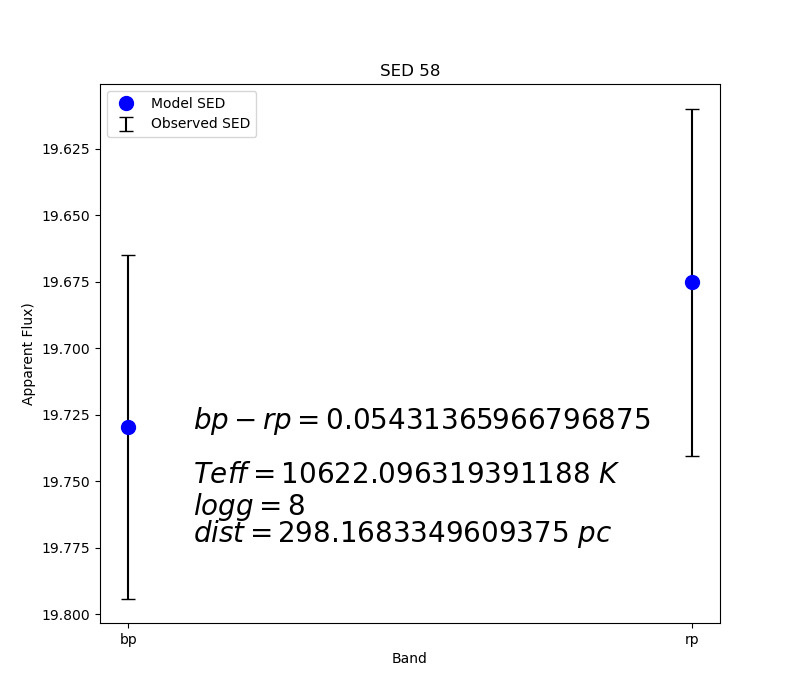 SED 58
Model SED
Observed SED
19.625
19.650
19.675
19.700
19.725
19.750
19.775
19.800
Apparent Flux)
bp − rp = 0.05431365966796875
Teff = 10622.096319391188 K
logg = 8
dist = 298.1683349609375 pc
bp
rp
Band